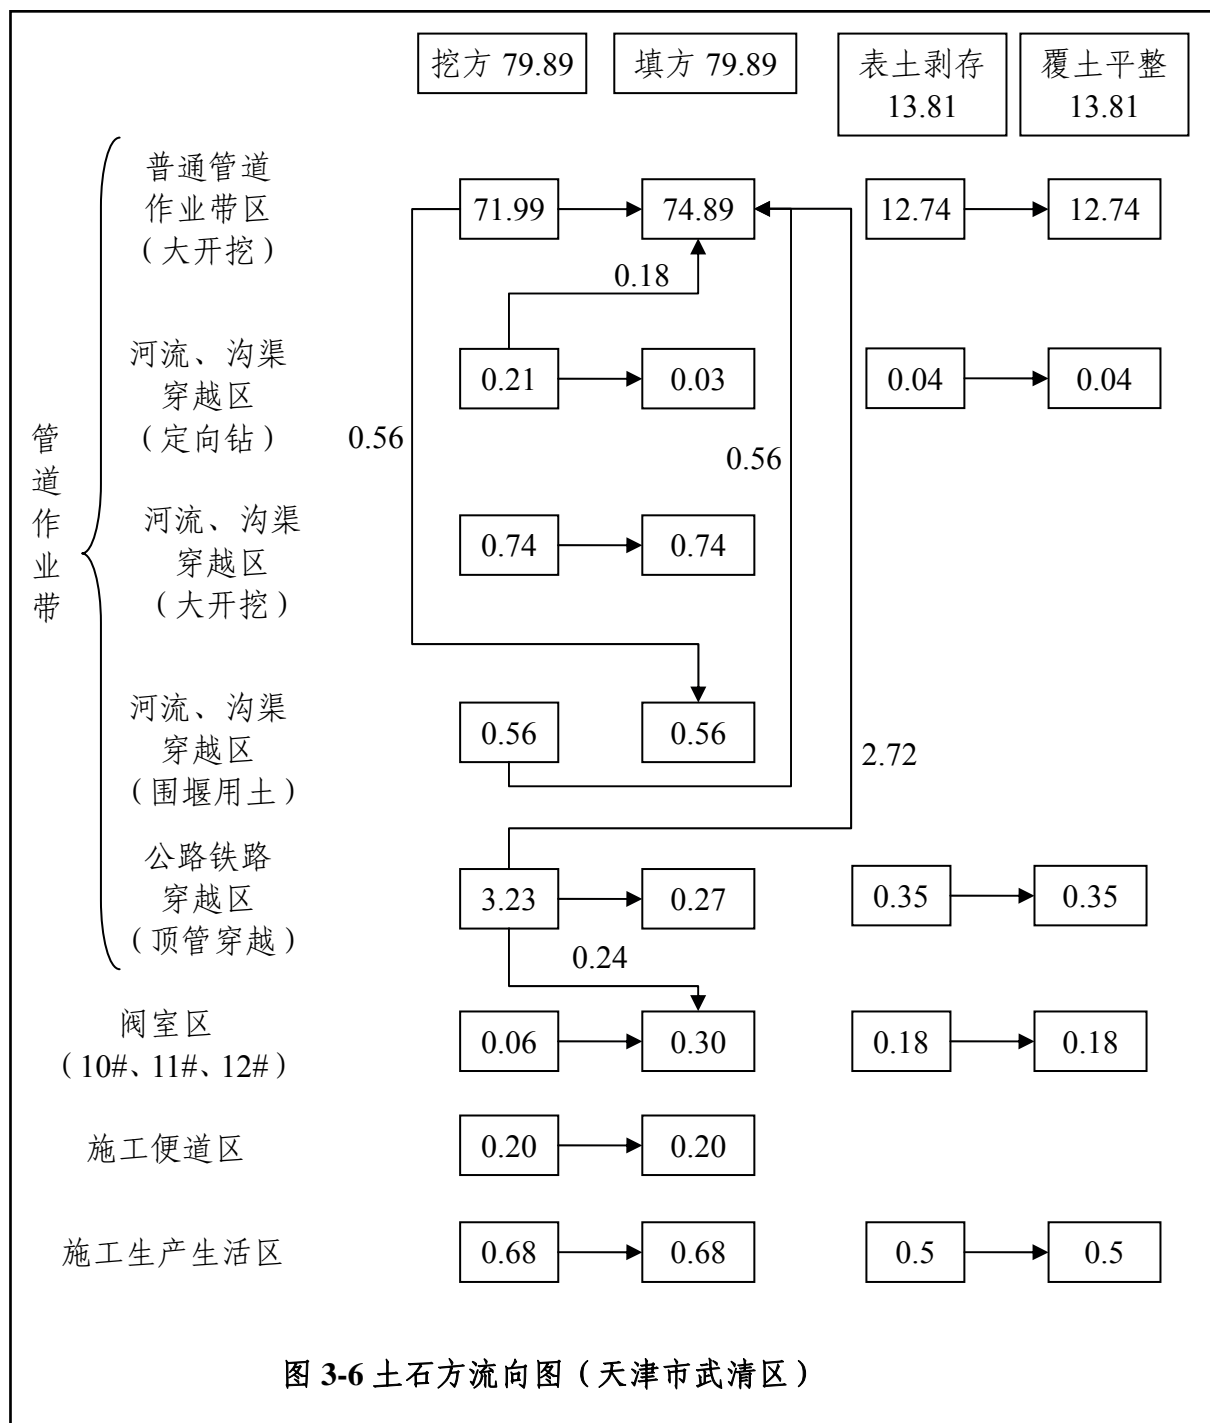 挖方 79.89
填方 79.89
表土剥存
13.81
覆土平整
13.81
管道作业带
普通管道
作业带区
（大开挖）
71.99
74.89
12.74
12.74
0.18
河流、沟渠
穿越区
（定向钻）
0.21
0.03
0.04
0.04
0.56
0.56
河流、沟渠
穿越区
（大开挖）
0.74
0.74
河流、沟渠
穿越区
（围堰用土）
0.56
0.56
2.72
公路铁路
穿越区
（顶管穿越）
3.23
0.27
0.35
0.35
0.24
阀室区
（10#、11#、12#）
0.06
0.30
0.18
0.18
施工便道区
0.20
0.20
施工生产生活区
0.68
0.68
0.5
0.5
图 3-6 土石方流向图（天津市武清区）